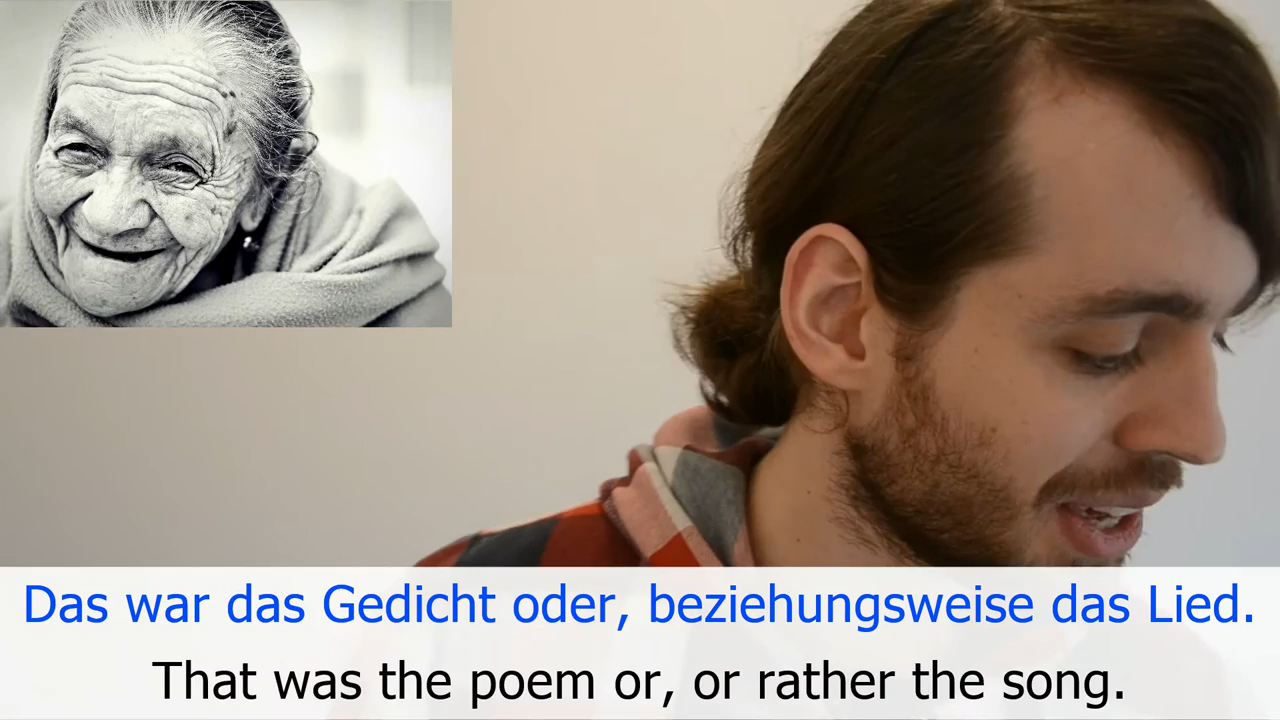 Das war das Gedicht oder, beziehungsweise das Lied.
That was the poem or, or rather the song.